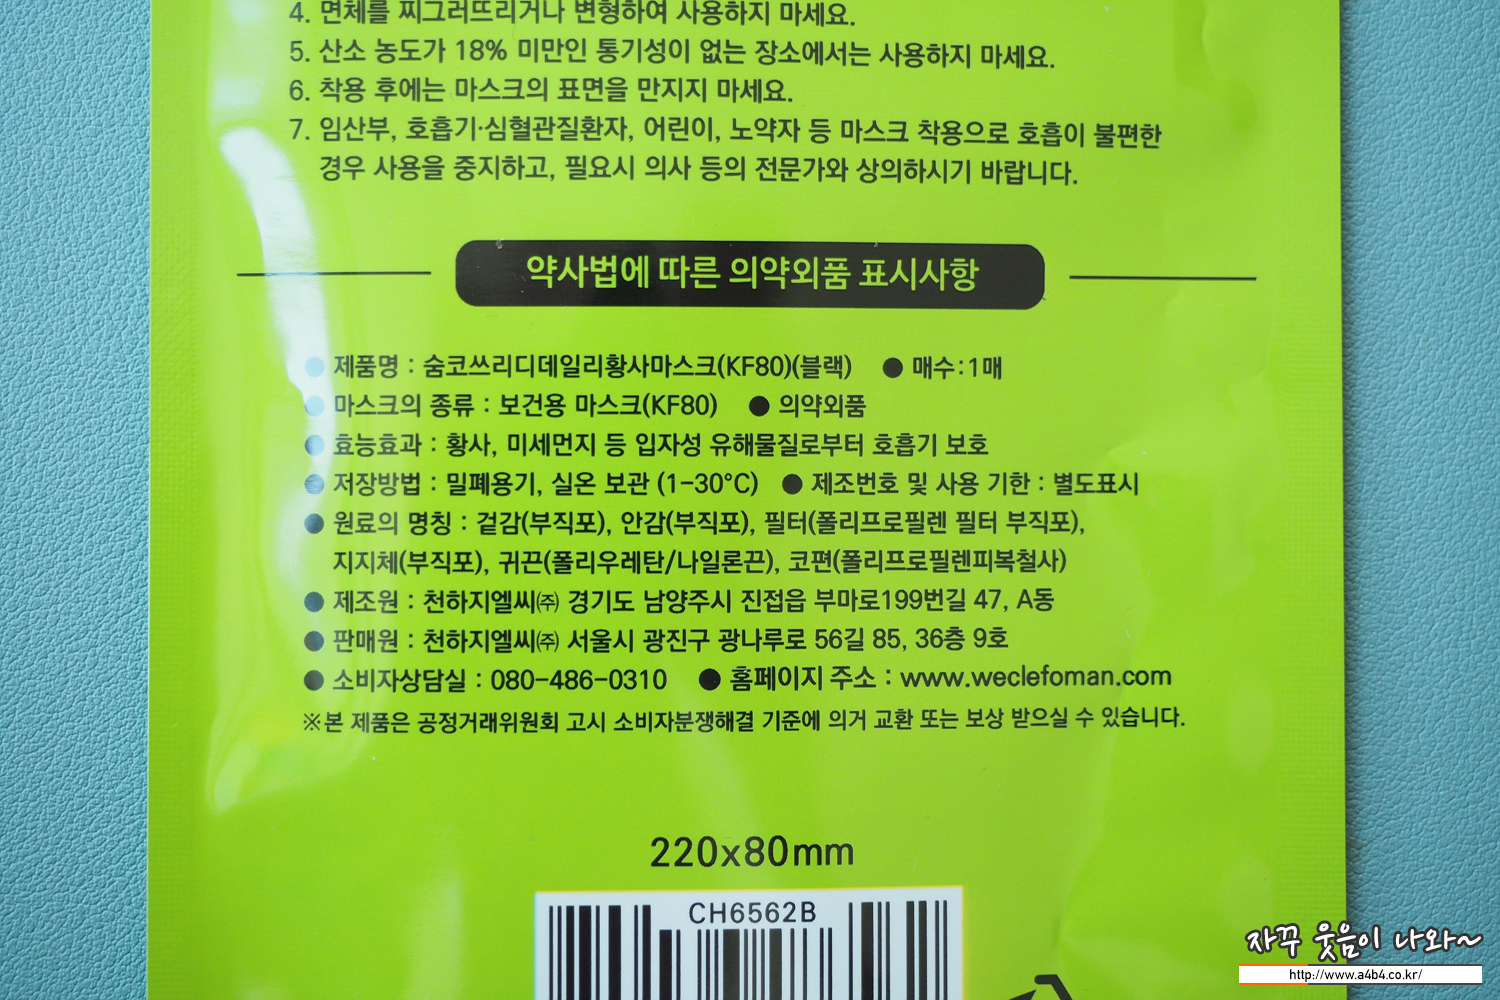 4. 면체를 찌그러뜨리거나 변형하여 사용하지 마세요.
5. 산소 농도가 18% 미만인 통기성이 없는 장소에서는 사용하지 마세요.
6. 착용 후에는 마스크의 표면을 만지지 마세요.
7. 임산부, 호흡기·심혈관질환자, 어린이, 노약자 등 마스크 착용으로 호흡이 불편한
경우 사용을 중지하고, 필요시 의사 등의 전문가와 상의하시기 바랍니다.
약사법에 따른 의약외품 표시사항
● 제품명 : 숨코쓰리디데일리황사마스크(KF80)(블랙) ● 매수:1매
● 마스크의 종류 : 보건용 마스크(KF80) ● 의약외품
● 효능효과 : 황사, 미세먼지 등 입자성 유해물질로부터 호흡기 보호
● 저장방법 : 밀폐용기, 실온 보관 (1-30°C) ● 제조번호 및 사용 기한 : 별도표시
● 원료의 명칭 : 겉감(부직포), 안감(부직포), 필터(폴리프로필렌 필터 부직포),
지지체(부직포), 귀끈(폴리우레탄/나일론끈), 코편(폴리프로필렌피복철사)
● 제조원 : 천하지엘씨㈜ 경기도 남양주시 진접읍 부마로199번길 47, A동
● 판매원 : 천하지엘씨㈜ 서울시 광진구 광나루로 56길 85, 36층 9호
● 소비자상담실 : 080-486-0310 ● 홈페이지 주소 : www.weclefoman.com
※본 제품은 공정거래위원회 고시 소비자분쟁해결 기준에 의거 교환 또는 보상 받으실 수 있습니다.
220x80mm
CH6562B
자꾸 웃음이 나와~
http://www.a4b4.co.kr/